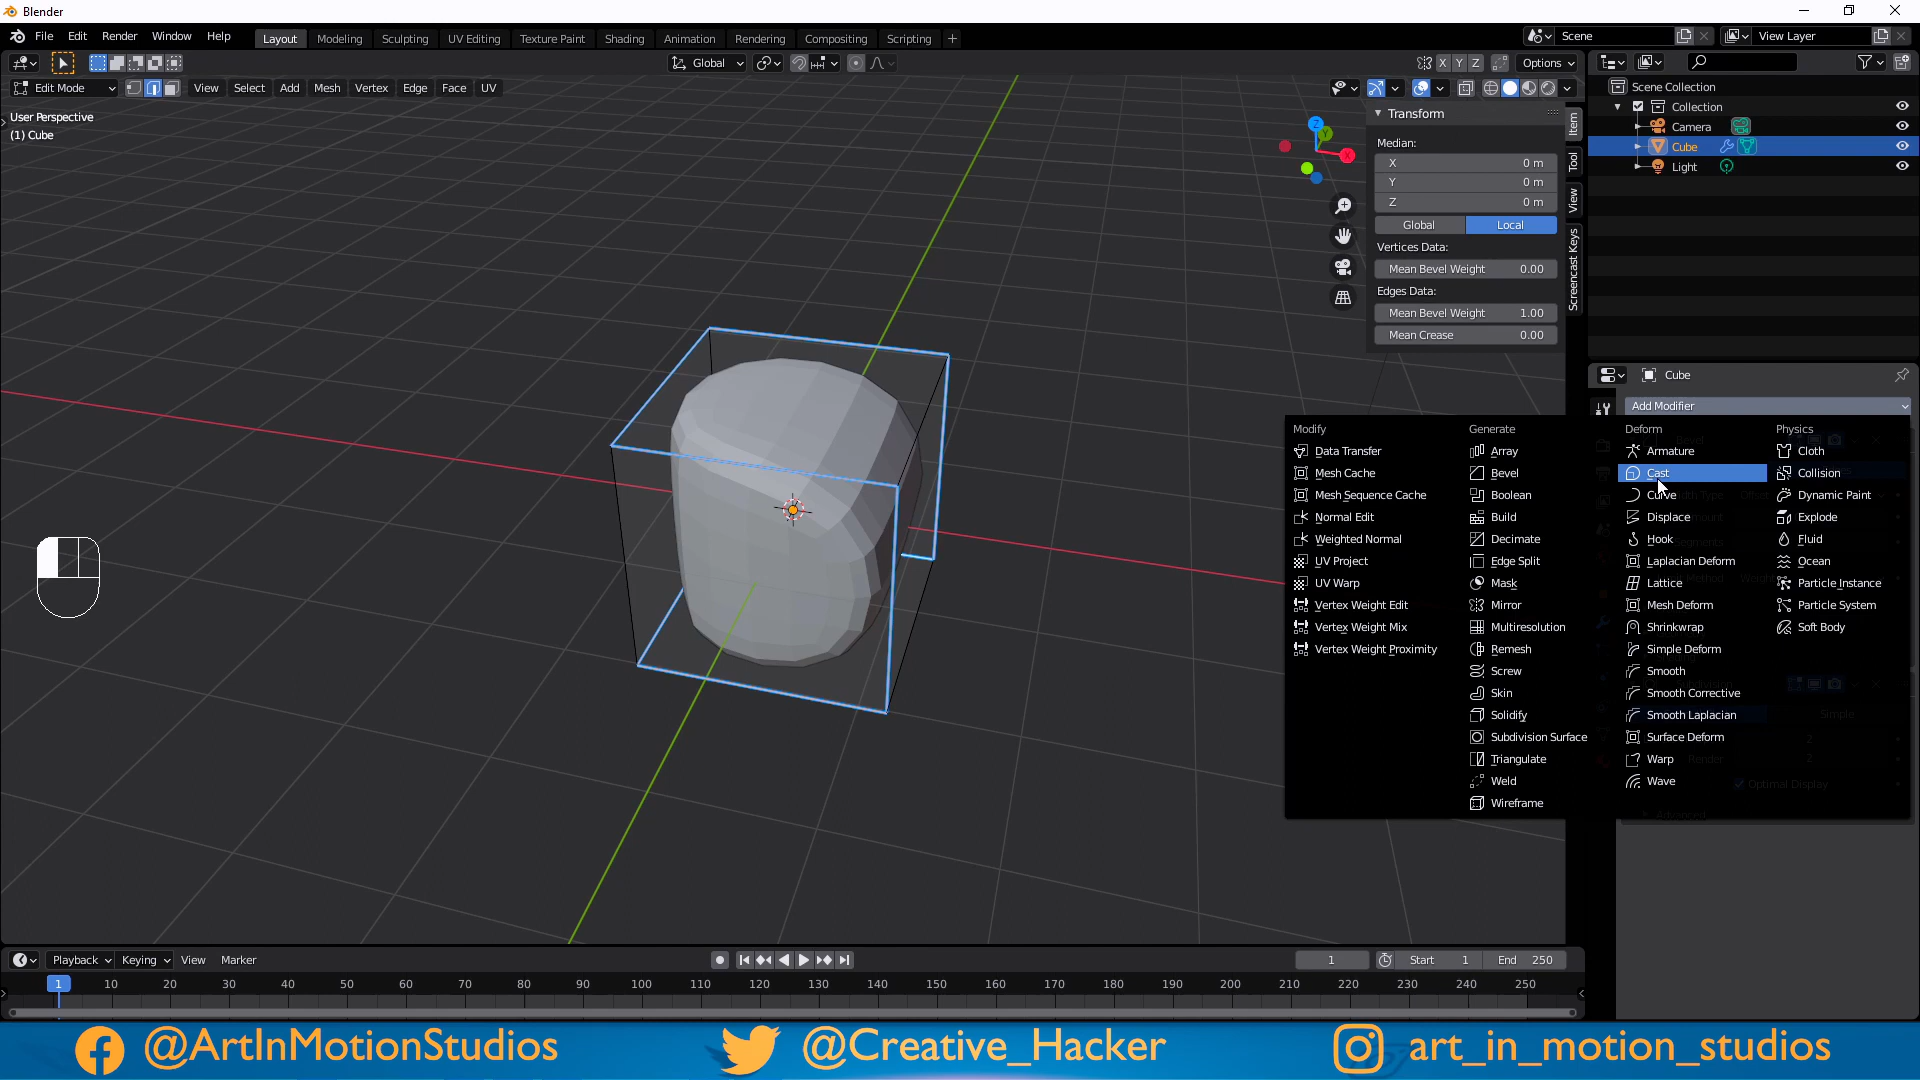 Blender
File Edit Render Window Help
Layout Modeling Sculpting UV Editing Texture Paint Shading Animation Rendering Compositing Scripting +
Scene
View Layer
Global
X Y Z
Options
Edit Mode
View Select Add Mesh Vertex Edge Face UV
User Perspective
(1) Cube
Z
Y
X
Transform
Median:
X 0 m
Y 0 m
Z 0 m
Global Local
Vertices Data:
Mean Bevel Weight 0.00
Edges Data:
Mean Bevel Weight 1.00
Mean Crease 0.00
Item
Tool
View
Screencast Keys
Scene Collection
Collection
Camera
Cube
Light
Cube
Add Modifier
Modify
Data Transfer
Mesh Cache
Mesh Sequence Cache
Normal Edit
Weighted Normal
UV Project
UV Warp
Vertex Weight Edit
Vertex Weight Mix
Vertex Weight Proximity
Generate
Array
Bevel
Boolean
Build
Decimate
Edge Split
Mask
Mirror
Multiresolution
Remesh
Screw
Skin
Solidify
Subdivision Surface
Triangulate
Weld
Wireframe
Deform
Armature
Cast
Curve
Displace
Hook
Laplacian Deform
Lattice
Mesh Deform
Shrinkwrap
Simple Deform
Smooth
Smooth Corrective
Smooth Laplacian
Surface Deform
Warp
Wave
Physics
Cloth
Collision
Dynamic Paint
Explode
Fluid
Ocean
Particle Instance
Particle System
Soft Body
Simple
2
Render 2
Optimal Display
Advanced
Playback Keying View Marker
1
Start 1
End 250
1 10 20 30 40 50 60 70 80 90 100 110 120 130 140 150 160 170 180 190 200 210 220 230 240 250
@ArtInMotionStudios
@Creative_Hacker
art_in_motion_studios